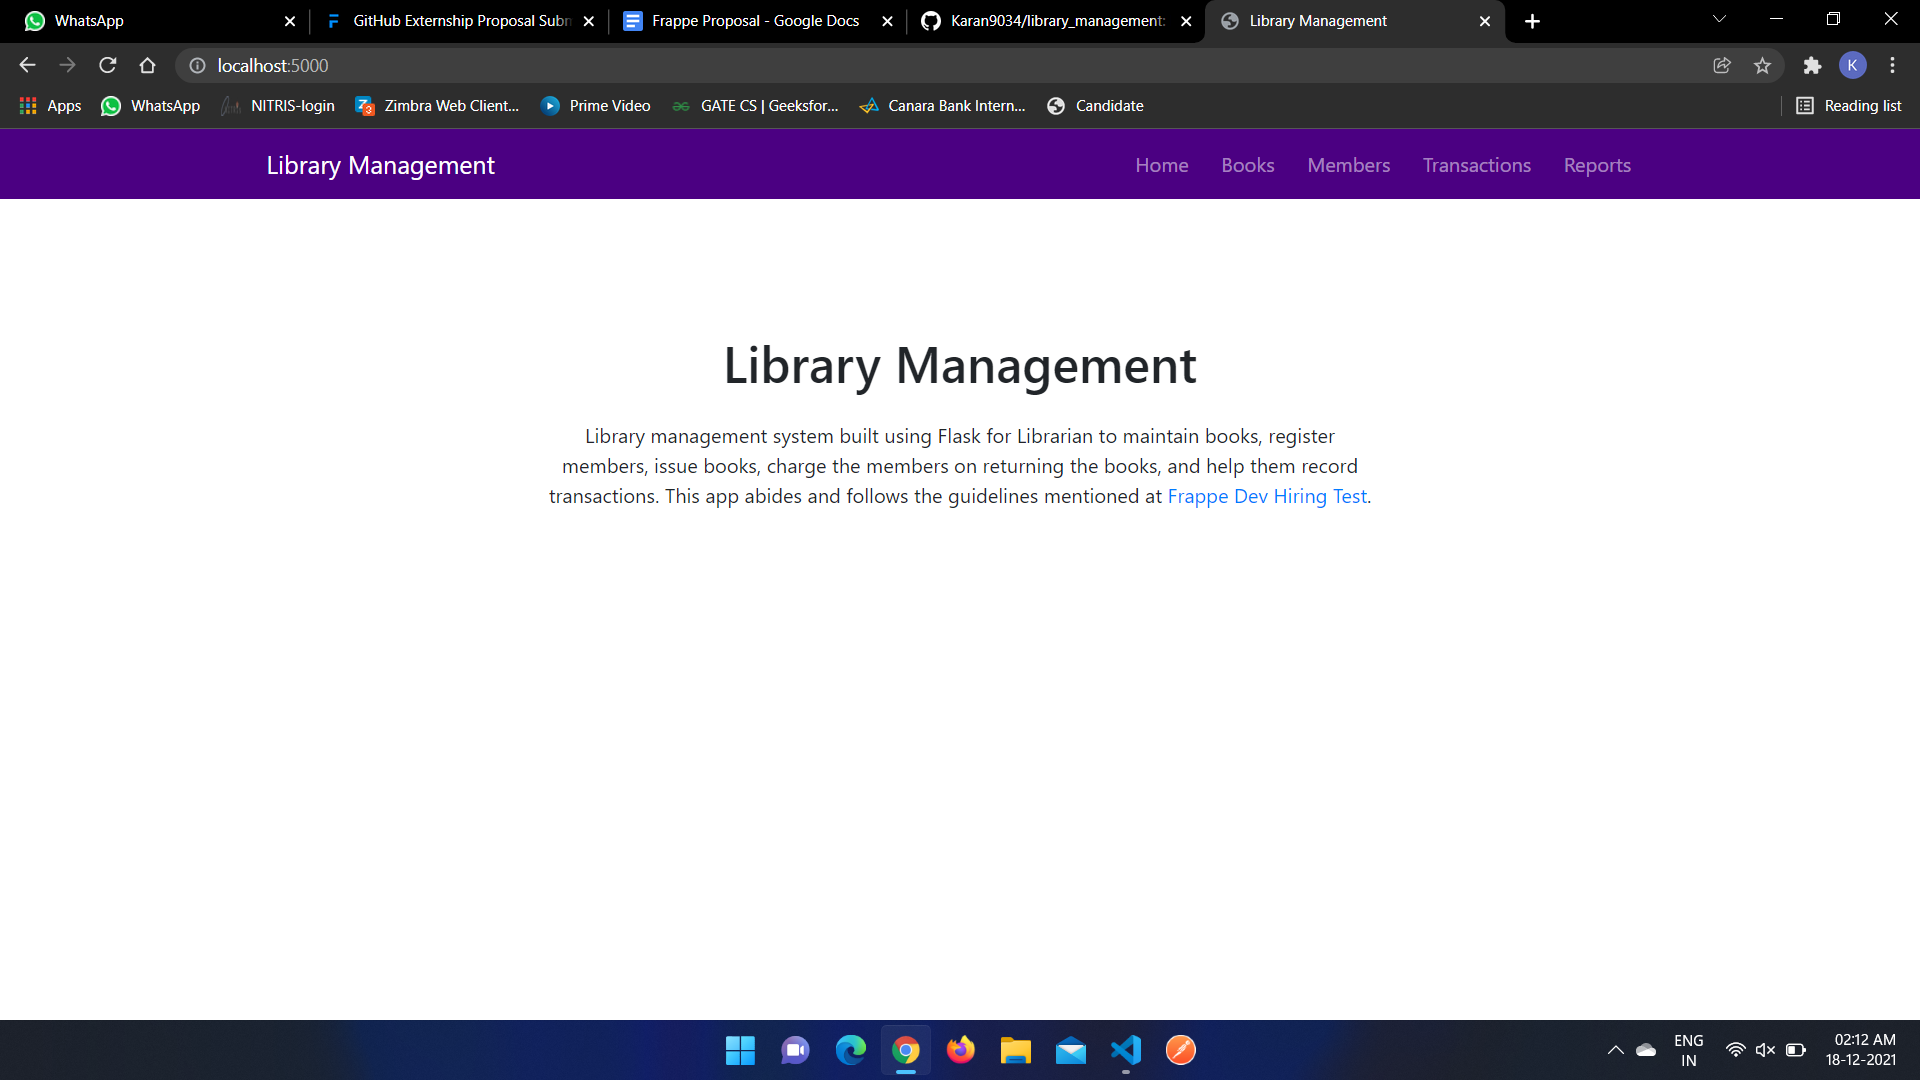 WhatsApp
GitHub Externship Proposal Subm
Frappe Proposal - Google Docs
Karan9034/library_management:
Library Management
localhost:5000
K
Apps
WhatsApp
NITRIS-login
Zimbra Web Client...
Prime Video
GATE CS | Geeksfor...
Canara Bank Intern...
Candidate
Reading list
Library Management
Home
Books
Members
Transactions
Reports
Library Management
Library management system built using Flask for Librarian to maintain books, register
members, issue books, charge the members on returning the books, and help them record
transactions. This app abides and follows the guidelines mentioned at Frappe Dev Hiring Test.
ENG
IN
02:12 AM
18-12-2021